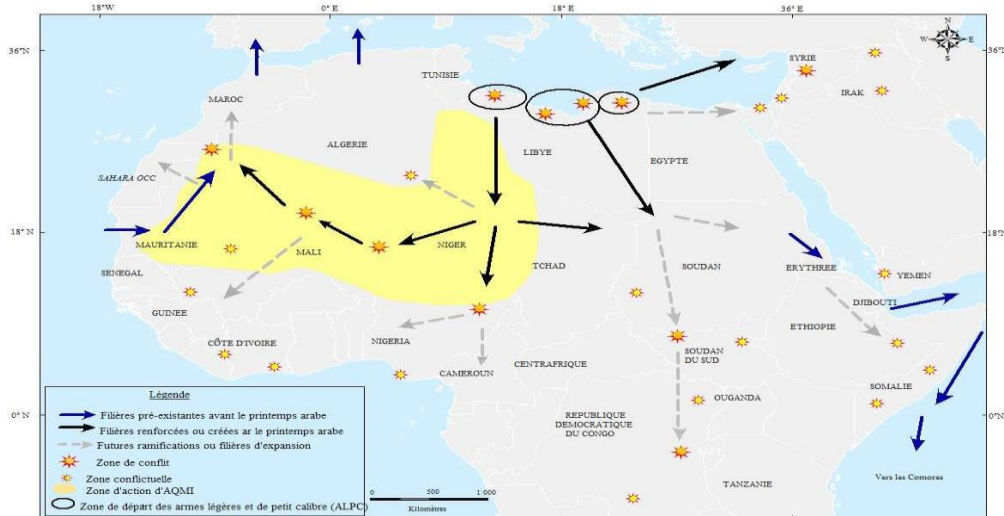 18°W 0° E 18° E 36° E
N
W E
S
36°N 36°N
SYRIE
TUNISIE
IRAK
MAROC
ALGERIE
LIBYE
EGYPTE
SAHARA OCC
18° N 18° N
MAURITANIE
MALI
NIGER
TCHAD
SOUDAN
ERYTHREE
YEMEN
SENEGAL
DJIBOUTI
GUINEE
ETHIOPIE
CÔTE D'IVOIRE
NIGERIA
SOUDAN
DU SUD
CENTRAFRIQUE
CAMEROUN
SOMALIE
OUGANDA
0° N 0° N
REPUBLIQUE
DEMOCRATIQUE
DU CONGO
TANZANIE
Vers les Comores
Légende
Filières pré-existantes avant le printemps arabe
Filières renforcées ou créées ar le printemps arabe
Futures ramifications ou filières d'expansion
Zone de conflit
Zone conflictuelle
Zone d'action d'AQMI
Zone de départ des armes légères et de petit calibre (ALPC)
0 500 1 000
Kilomètres